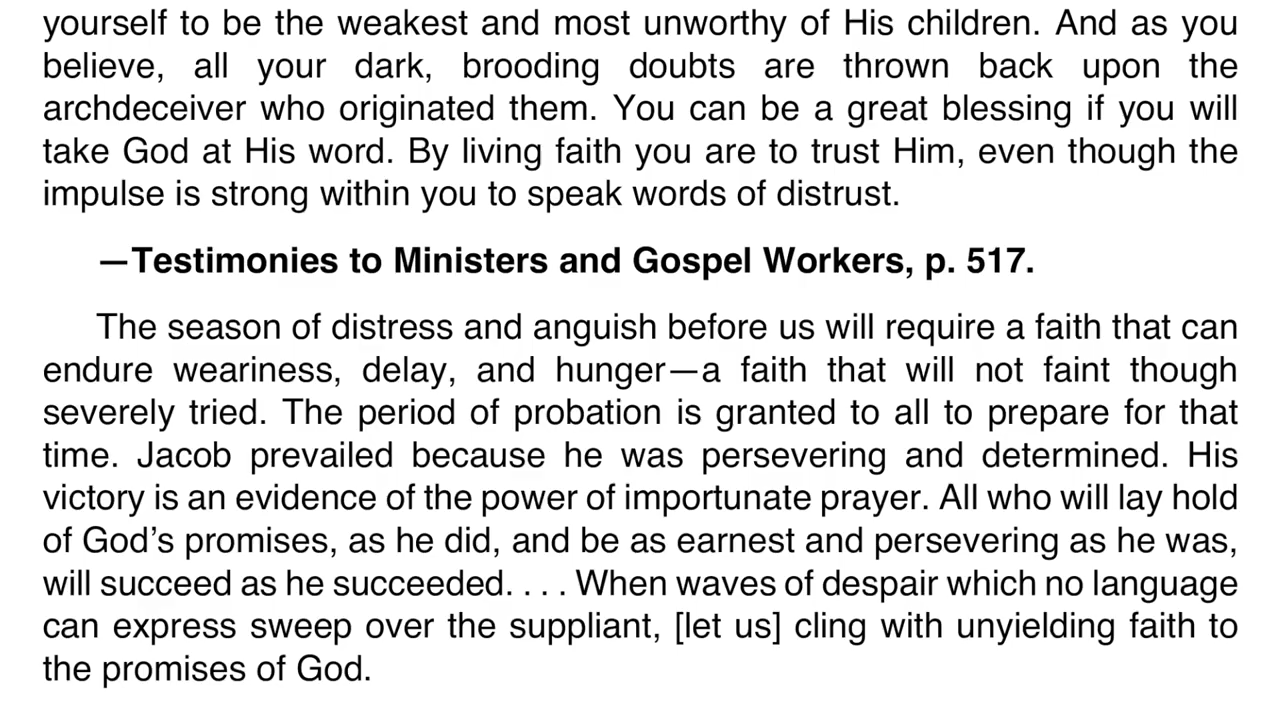 yourself to be the weakest and most unworthy of His children. And as you
believe, all your dark, brooding doubts are thrown back upon the
archdeceiver who originated them. You can be a great blessing if you will
take God at His word. By living faith you are to trust Him, even though the
impulse is strong within you to speak words of distrust.
—Testimonies to Ministers and Gospel Workers, p. 517.
The season of distress and anguish before us will require a faith that can
endure weariness, delay, and hunger—a faith that will not faint though
severely tried. The period of probation is granted to all to prepare for that
time. Jacob prevailed because he was persevering and determined. His
victory is an evidence of the power of importunate prayer. All who will lay hold
of God’s promises, as he did, and be as earnest and persevering as he was,
will succeed as he succeeded. . . . When waves of despair which no language
can express sweep over the suppliant, [let us] cling with unyielding faith to
the promises of God.